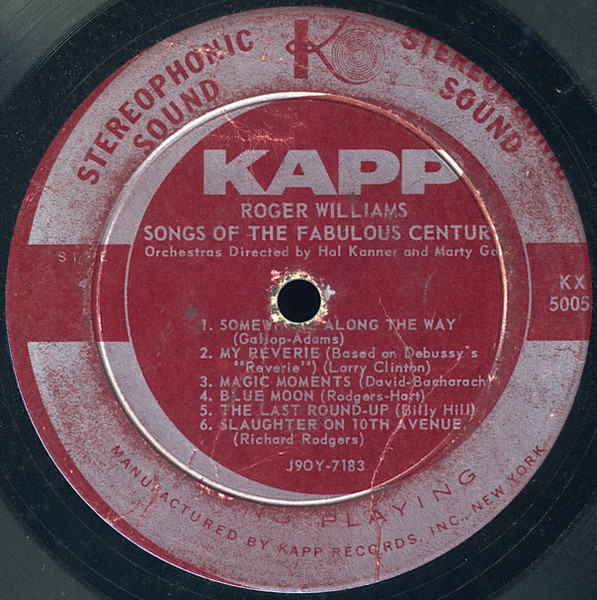 STEREOPHONIC SOUND
K
STEREOPHONIC SOUND
KAPP
ROGER WILLIAMS
SONGS OF THE FABULOUS CENTUR
Orchestras Directed by Hal Kanner and Marty Go
SIDE
KX
5005
1. SOMEWHERE ALONG THE WAY
(Gallop-Adams)
2. MY REVERIE (Based on Debussy's
"Reverie") (Larry Clinton)
3. MAGIC MOMENTS (David-Bacharach)
4. BLUE MOON (Rodgers-Hart)
5. THE LAST ROUND-UP (Billy Hill)
6. SLAUGHTER ON 10TH AVENUE
(Richard Rodgers)
J90Y-7183
PLAYING
MANUFACTURED BY KAPP RECORDS, INC., NEW YORK